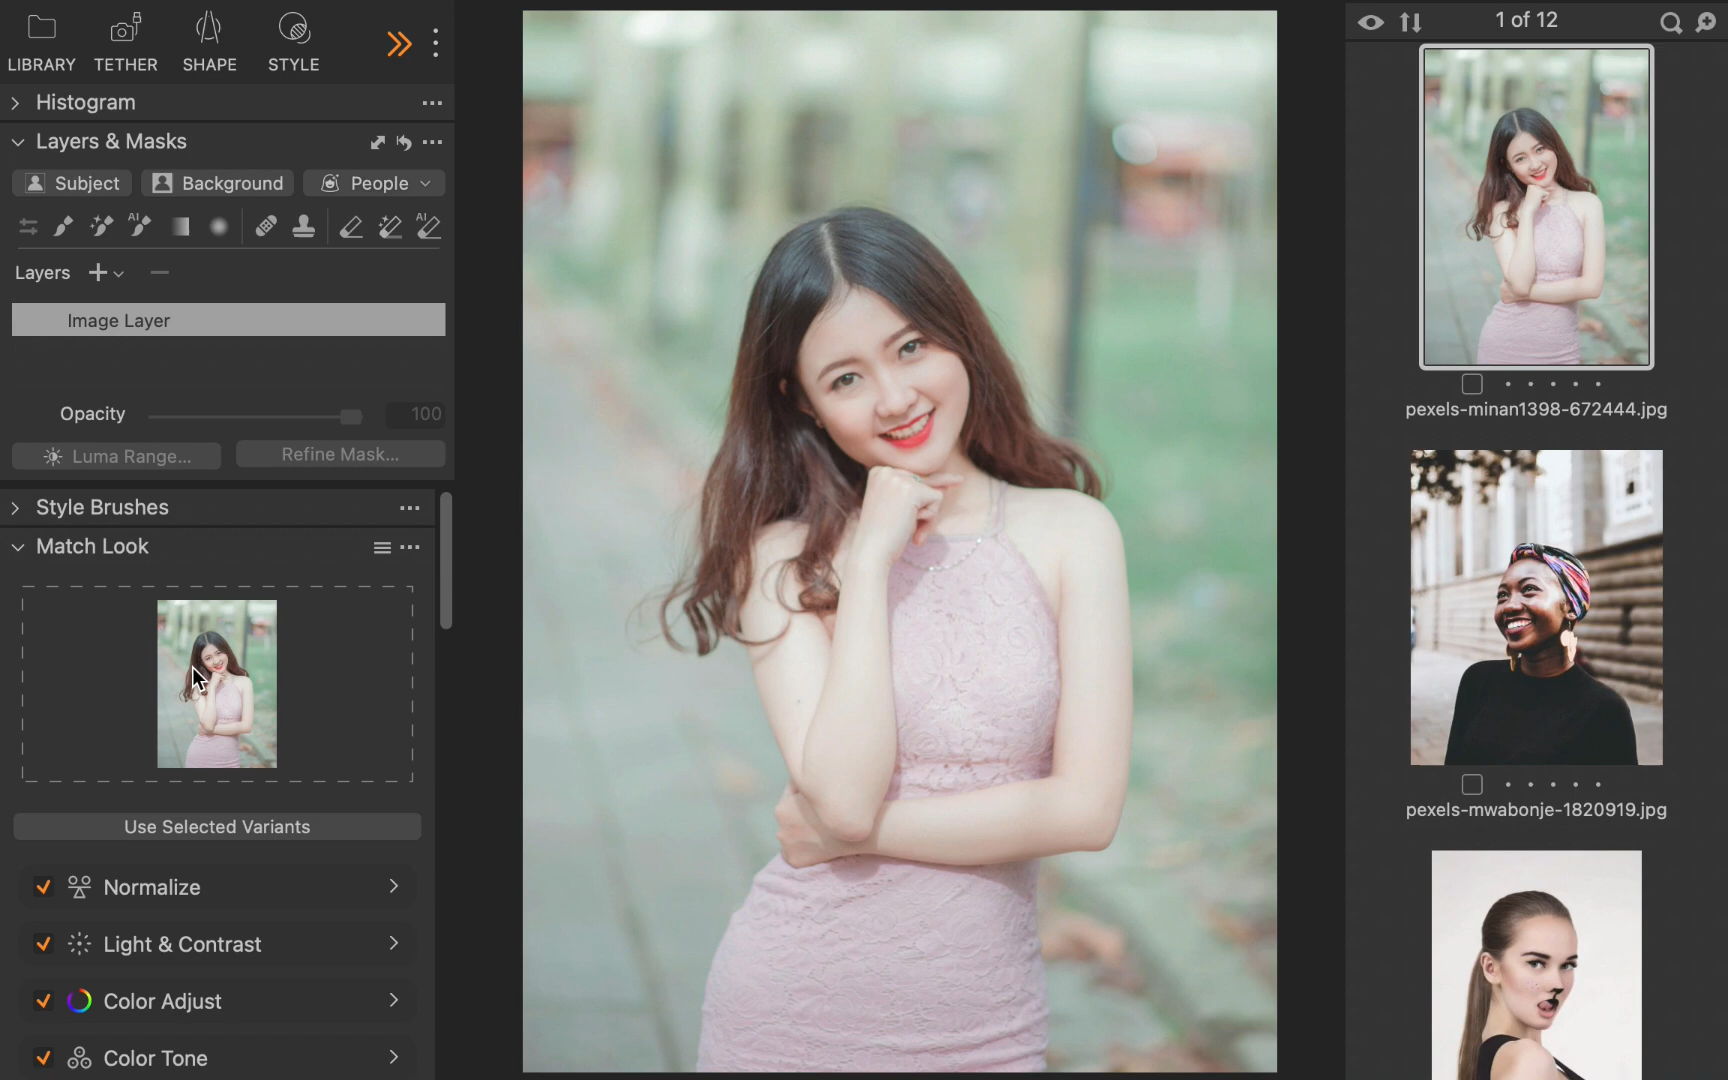 LIBRARY TETHER SHAPE STYLE
Histogram
Layers & Masks
Subject Background People
AI AI
Layers
Image Layer
Opacity 100
Luma Range... Refine Mask...
Style Brushes
Match Look
Use Selected Variants
Normalize
Light & Contrast
Color Adjust
Color Tone
1 of 12
pexels-minan1398-672444.jpg
pexels-mwabonje-1820919.jpg